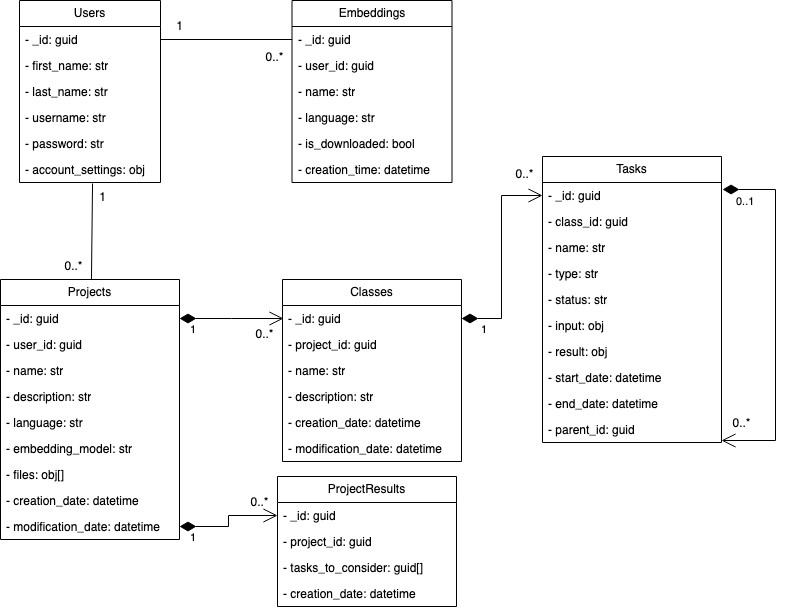 Users
- _id: guid
- first_name: str
- last_name: str
- username: str
- password: str
- account_settings: obj
1
0..*
Embeddings
- _id: guid
- user_id: guid
- name: str
- language: str
- is_downloaded: bool
- creation_time: datetime
1
0..*
Projects
- _id: guid
- user_id: guid
- name: str
- description: str
- language: str
- embedding_model: str
- files: obj[]
- creation_date: datetime
- modification_date: datetime
1
0..*
Classes
- _id: guid
- project_id: guid
- name: str
- description: str
- creation_date: datetime
- modification_date: datetime
1
0..*
Tasks
- _id: guid
- class_id: guid
- name: str
- type: str
- status: str
- input: obj
- result: obj
- start_date: datetime
- end_date: datetime
- parent_id: guid
0..1
0..*
1
0..*
ProjectResults
- _id: guid
- project_id: guid
- tasks_to_consider: guid[]
- creation_date: datetime